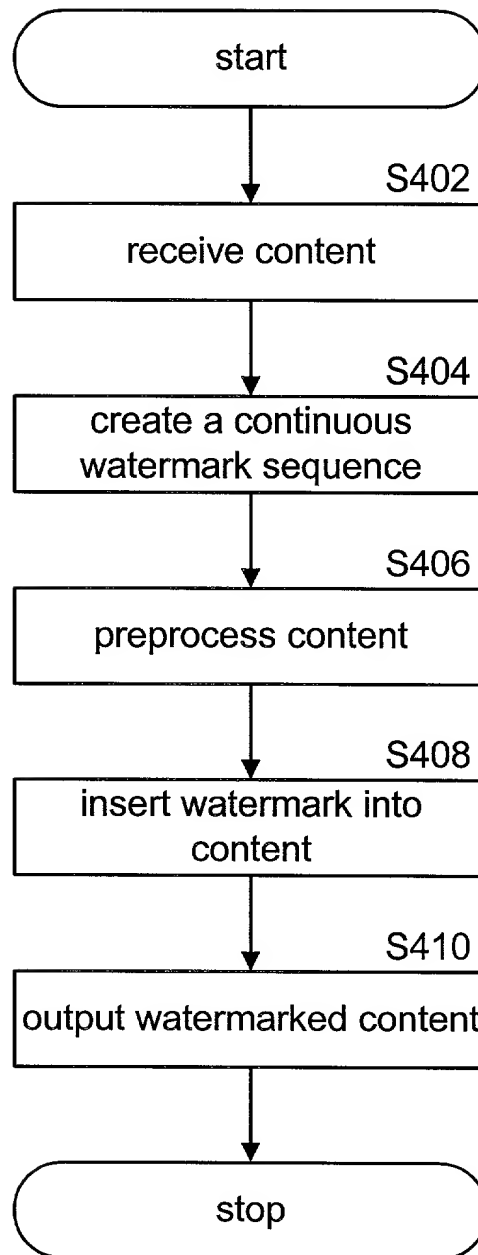 start
S402
receive content
S404
create a continuous
watermark sequence
S406
preprocess content
S408
insert watermark into
content
S410
output watermarked content
stop